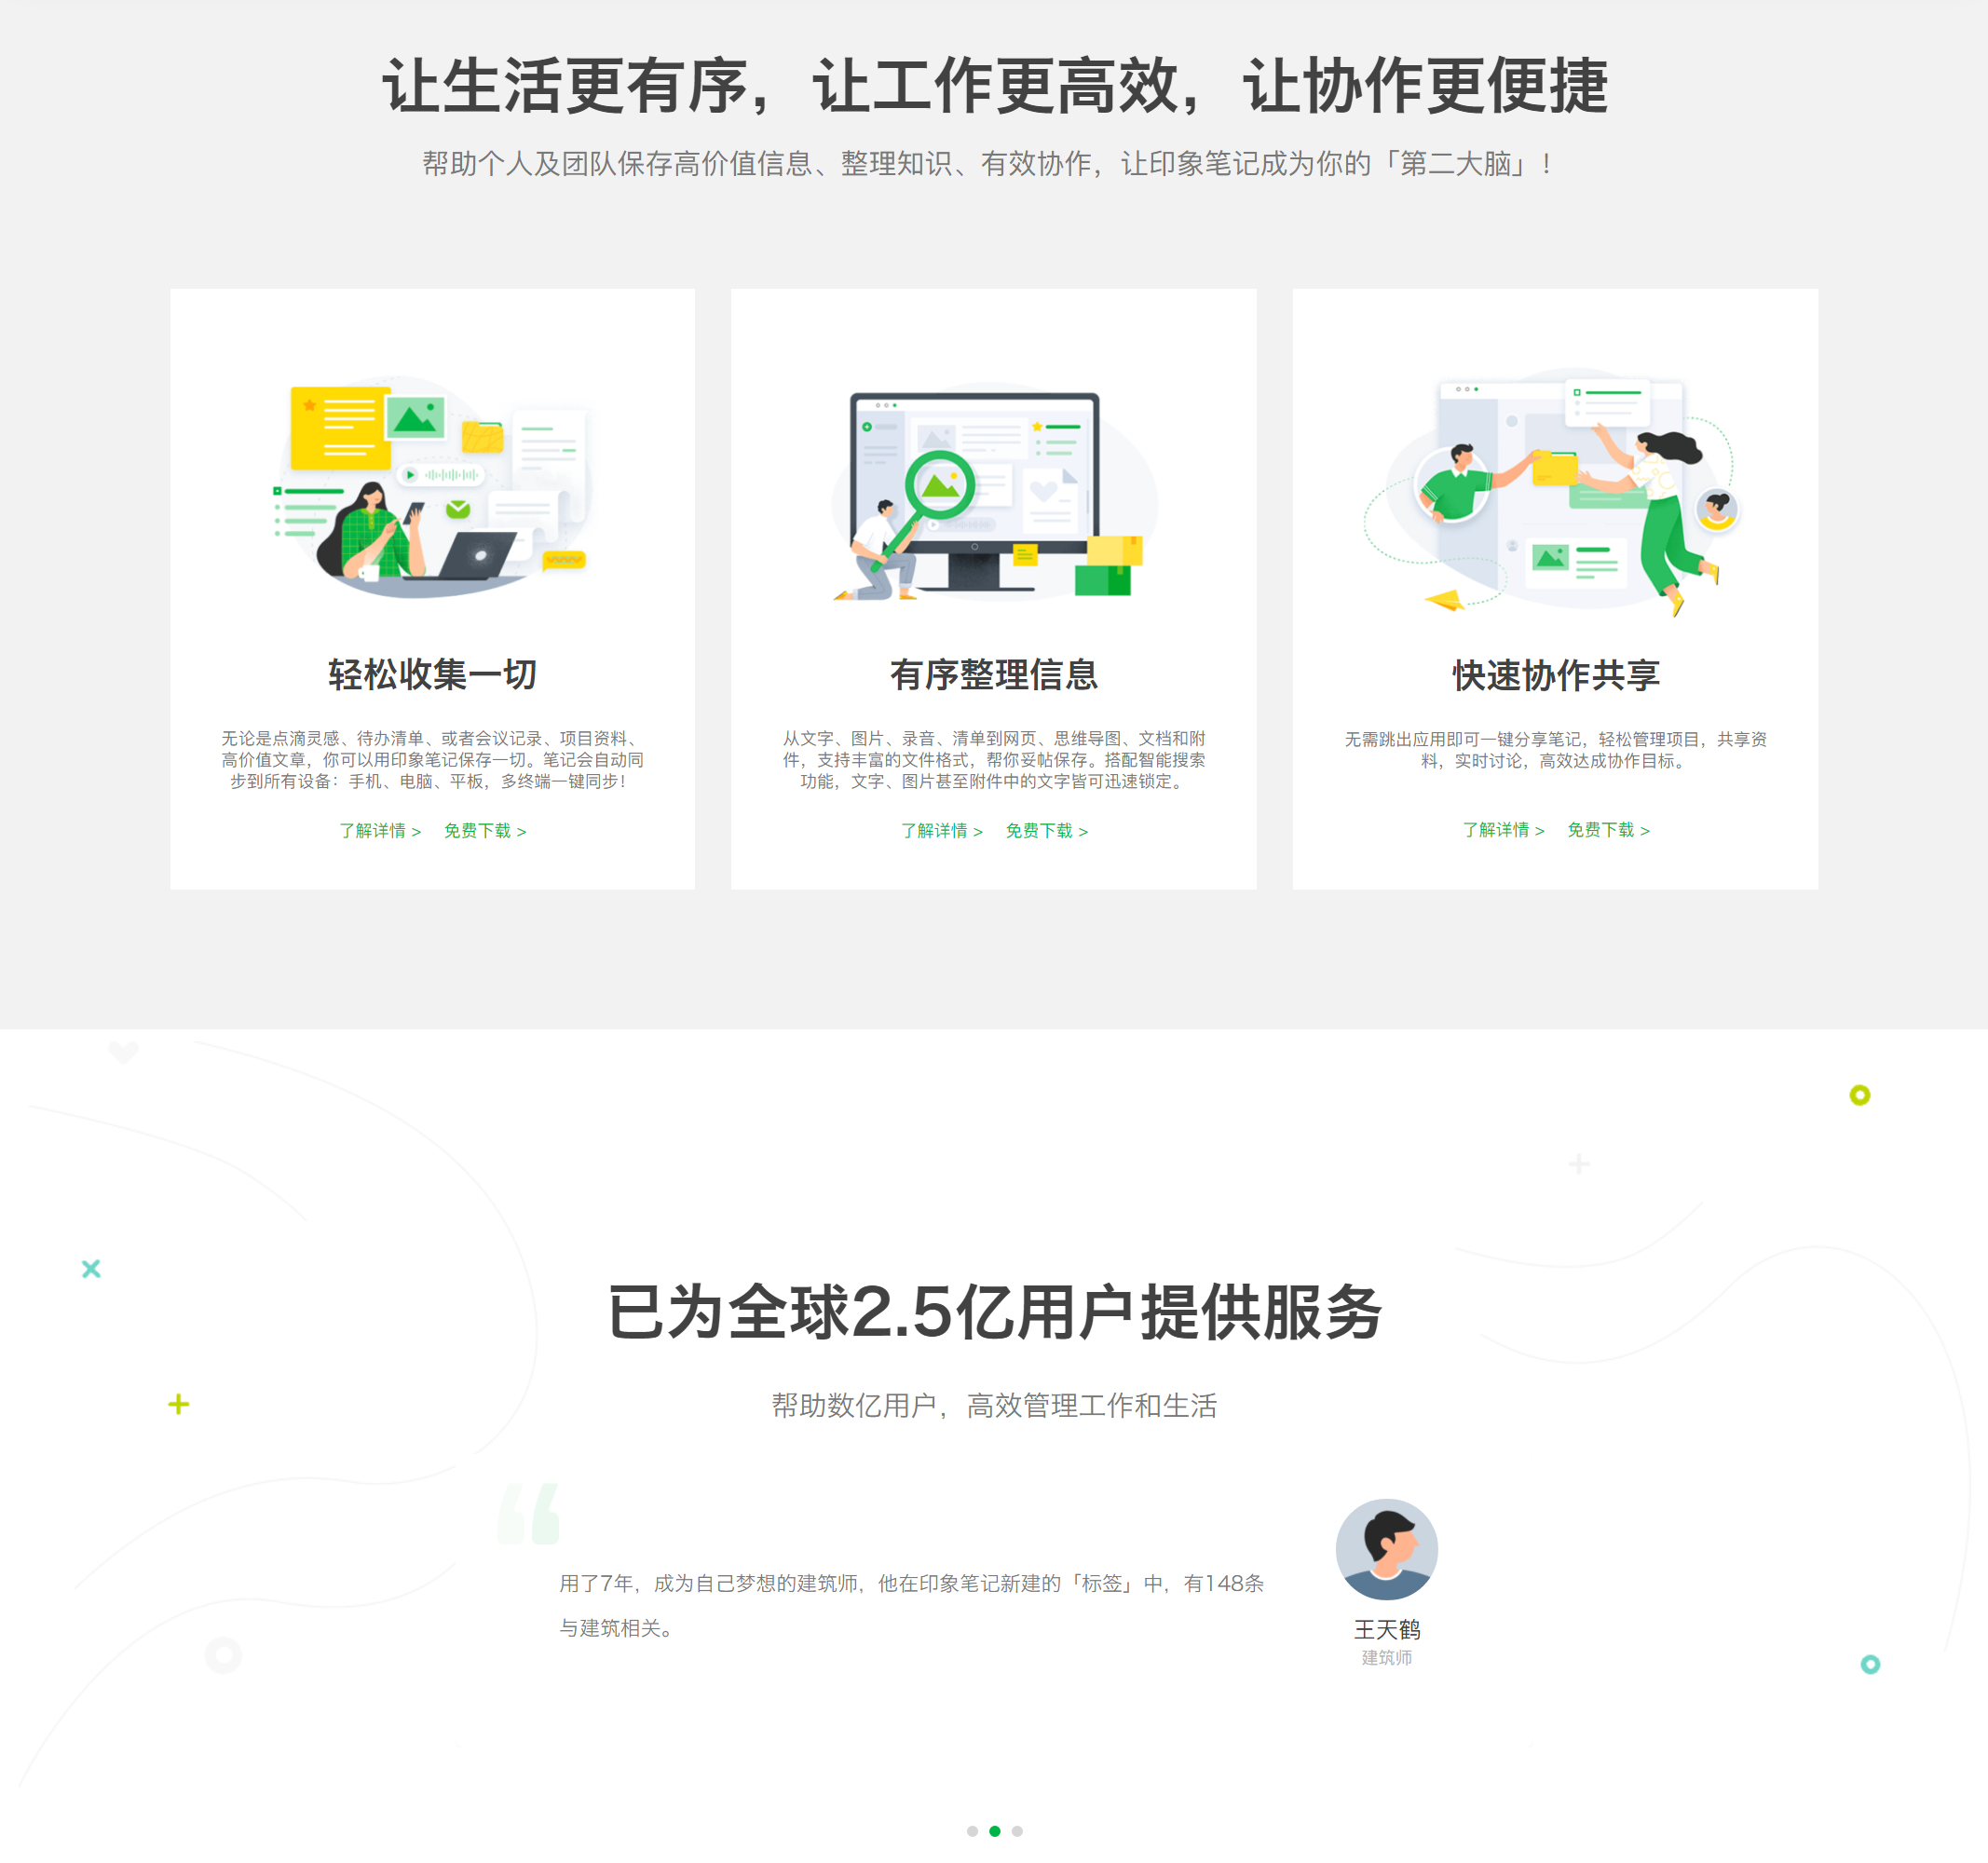 让生活更有序，让工作更高效，让协作更便捷
帮助个人及团队保存高价值信息、整理知识、有效协作，让印象笔记成为你的「第二大脑」！
轻松收集一切
无论是点滴灵感、待办清单、或者会议记录、项目资料、
高价值文章，你可以用印象笔记保存一切。笔记会自动同
步到所有设备：手机、电脑、平板，多终端一键同步！
了解详情 > 免费下载 >
有序整理信息
从文字、图片、录音、清单到网页、思维导图、文档和附
件，支持丰富的文件格式，帮你妥帖保存。搭配智能搜索
功能，文字、图片甚至附件中的文字皆可迅速锁定。
了解详情 > 免费下载 >
快速协作共享
无需跳出应用即可一键分享笔记，轻松管理项目，共享资
料，实时讨论，高效达成协作目标。
了解详情 > 免费下载 >
已为全球2.5亿用户提供服务
帮助数亿用户，高效管理工作和生活
用了7年，成为自己梦想的建筑师，他在印象笔记新建的「标签」中，有148条
与建筑相关。
王天鹤
建筑师